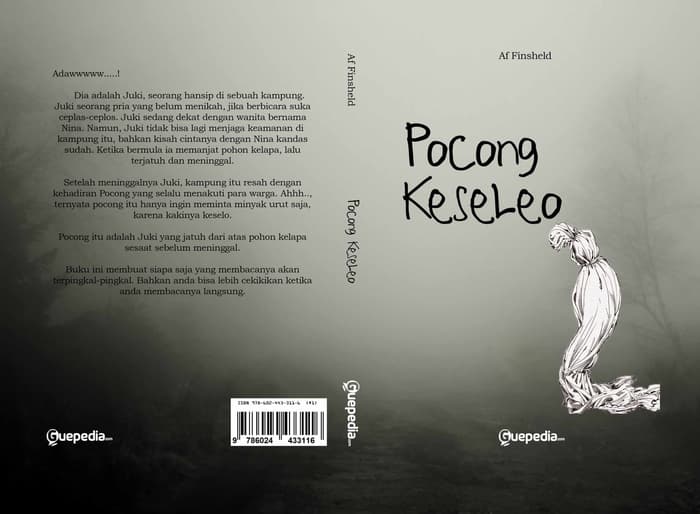 Adawwwww.....!
Dia adalah Juki, seorang hansip di sebuah kampung.
Juki seorang pria yang belum menikah, jika berbicara suka
ceplas-ceplos. Juki sedang dekat dengan wanita bernama
Nina. Namun, Juki tidak bisa lagi menjaga keamanan di
kampung itu, bahkan kisah cintanya dengan Nina kandas
sudah. Ketika bermula ia memanjat pohon kelapa, lalu
terjatuh dan meninggal.
Setelah meninggalnya Juki, kampung itu resah dengan
kehadiran Pocong yang selalu menakuti para warga. Ahhh..,
ternyata pocong itu hanya ingin meminta minyak urut saja,
karena kakinya keselo.
Pocong itu adalah Juki yang jatuh dari atas pohon kelapa
sesaat sebelum meninggal.
Buku ini membuat siapa saja yang membacanya akan
terpingkal-pingkal. Bahkan anda bisa lebih cekikikan ketika
anda membacanya langsung.
Guepedia.com
ISBN 978-602-443-311-6 (91)
9 786024 433116
Af Finsheld
Pocong Keseleo
Guepedia.com
Af Finsheld
Pocong
Keseleo
Guepedia.com